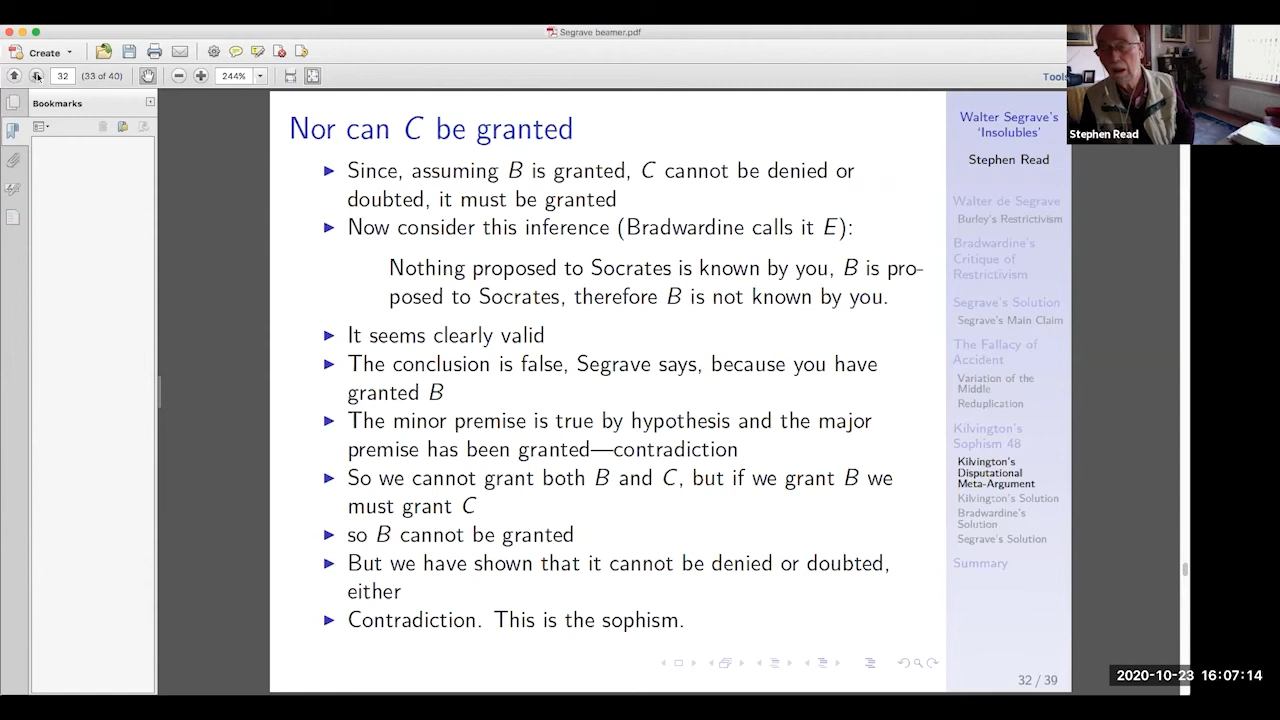 Segrave beamer.pdf
Create
32
(33 of 40)
244%
Tools
Bookmarks
Stephen Read
Nor can C be granted
Since, assuming B is granted, C cannot be denied or
doubted, it must be granted
Now consider this inference (Bradwardine calls it E):
Nothing proposed to Socrates is known by you, B is pro-
posed to Socrates, therefore B is not known by you.
It seems clearly valid
The conclusion is false, Segrave says, because you have
granted B
The minor premise is true by hypothesis and the major
premise has been granted—contradiction
So we cannot grant both B and C, but if we grant B we
must grant C
so B cannot be granted
But we have shown that it cannot be denied or doubted,
either
Contradiction. This is the sophism.
Walter Segrave's
'Insolubles'
Stephen Read
Walter de Segrave
Burley's Restrictivism
Bradwardine's
Critique of
Restrictivism
Segrave's Solution
Segrave's Main Claim
The Fallacy of
Accident
Variation of the
Middle
Reduplication
Kilvington's
Sophism 48
Kilvington's
Disputational
Meta-Argument
Kilvington's Solution
Bradwardine's
Solution
Segrave's Solution
Summary
32 / 39
2020-10-23 16:07:14